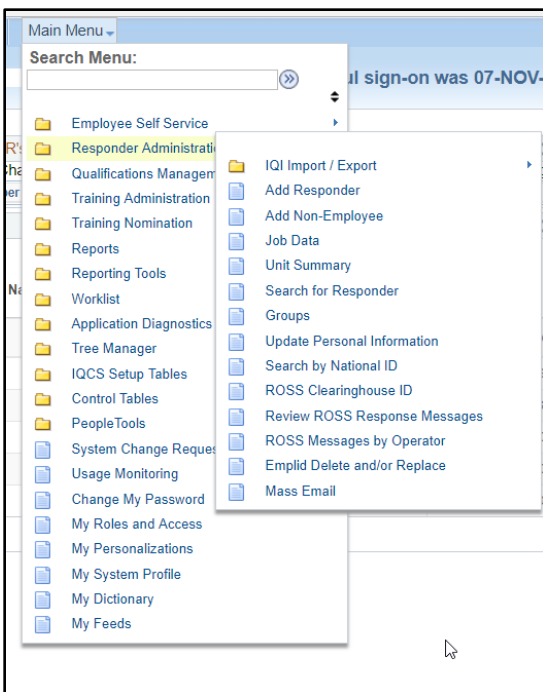 Main Menu
Search Menu:
ul sign-on was 07-NOV-
Employee Self Service
Responder Administrati
Qualifications Managem
Training Administration
Training Nomination
Reports
Reporting Tools
Worklist
Application Diagnostics
Tree Manager
IQCS Setup Tables
Control Tables
PeopleTools
System Change Reques
Usage Monitoring
Change My Password
My Roles and Access
My Personalizations
My System Profile
My Dictionary
My Feeds
IQI Import / Export
Add Responder
Add Non-Employee
Job Data
Unit Summary
Search for Responder
Groups
Update Personal Information
Search by National ID
ROSS Clearinghouse ID
Review ROSS Response Messages
ROSS Messages by Operator
Emplid Delete and/or Replace
Mass Email